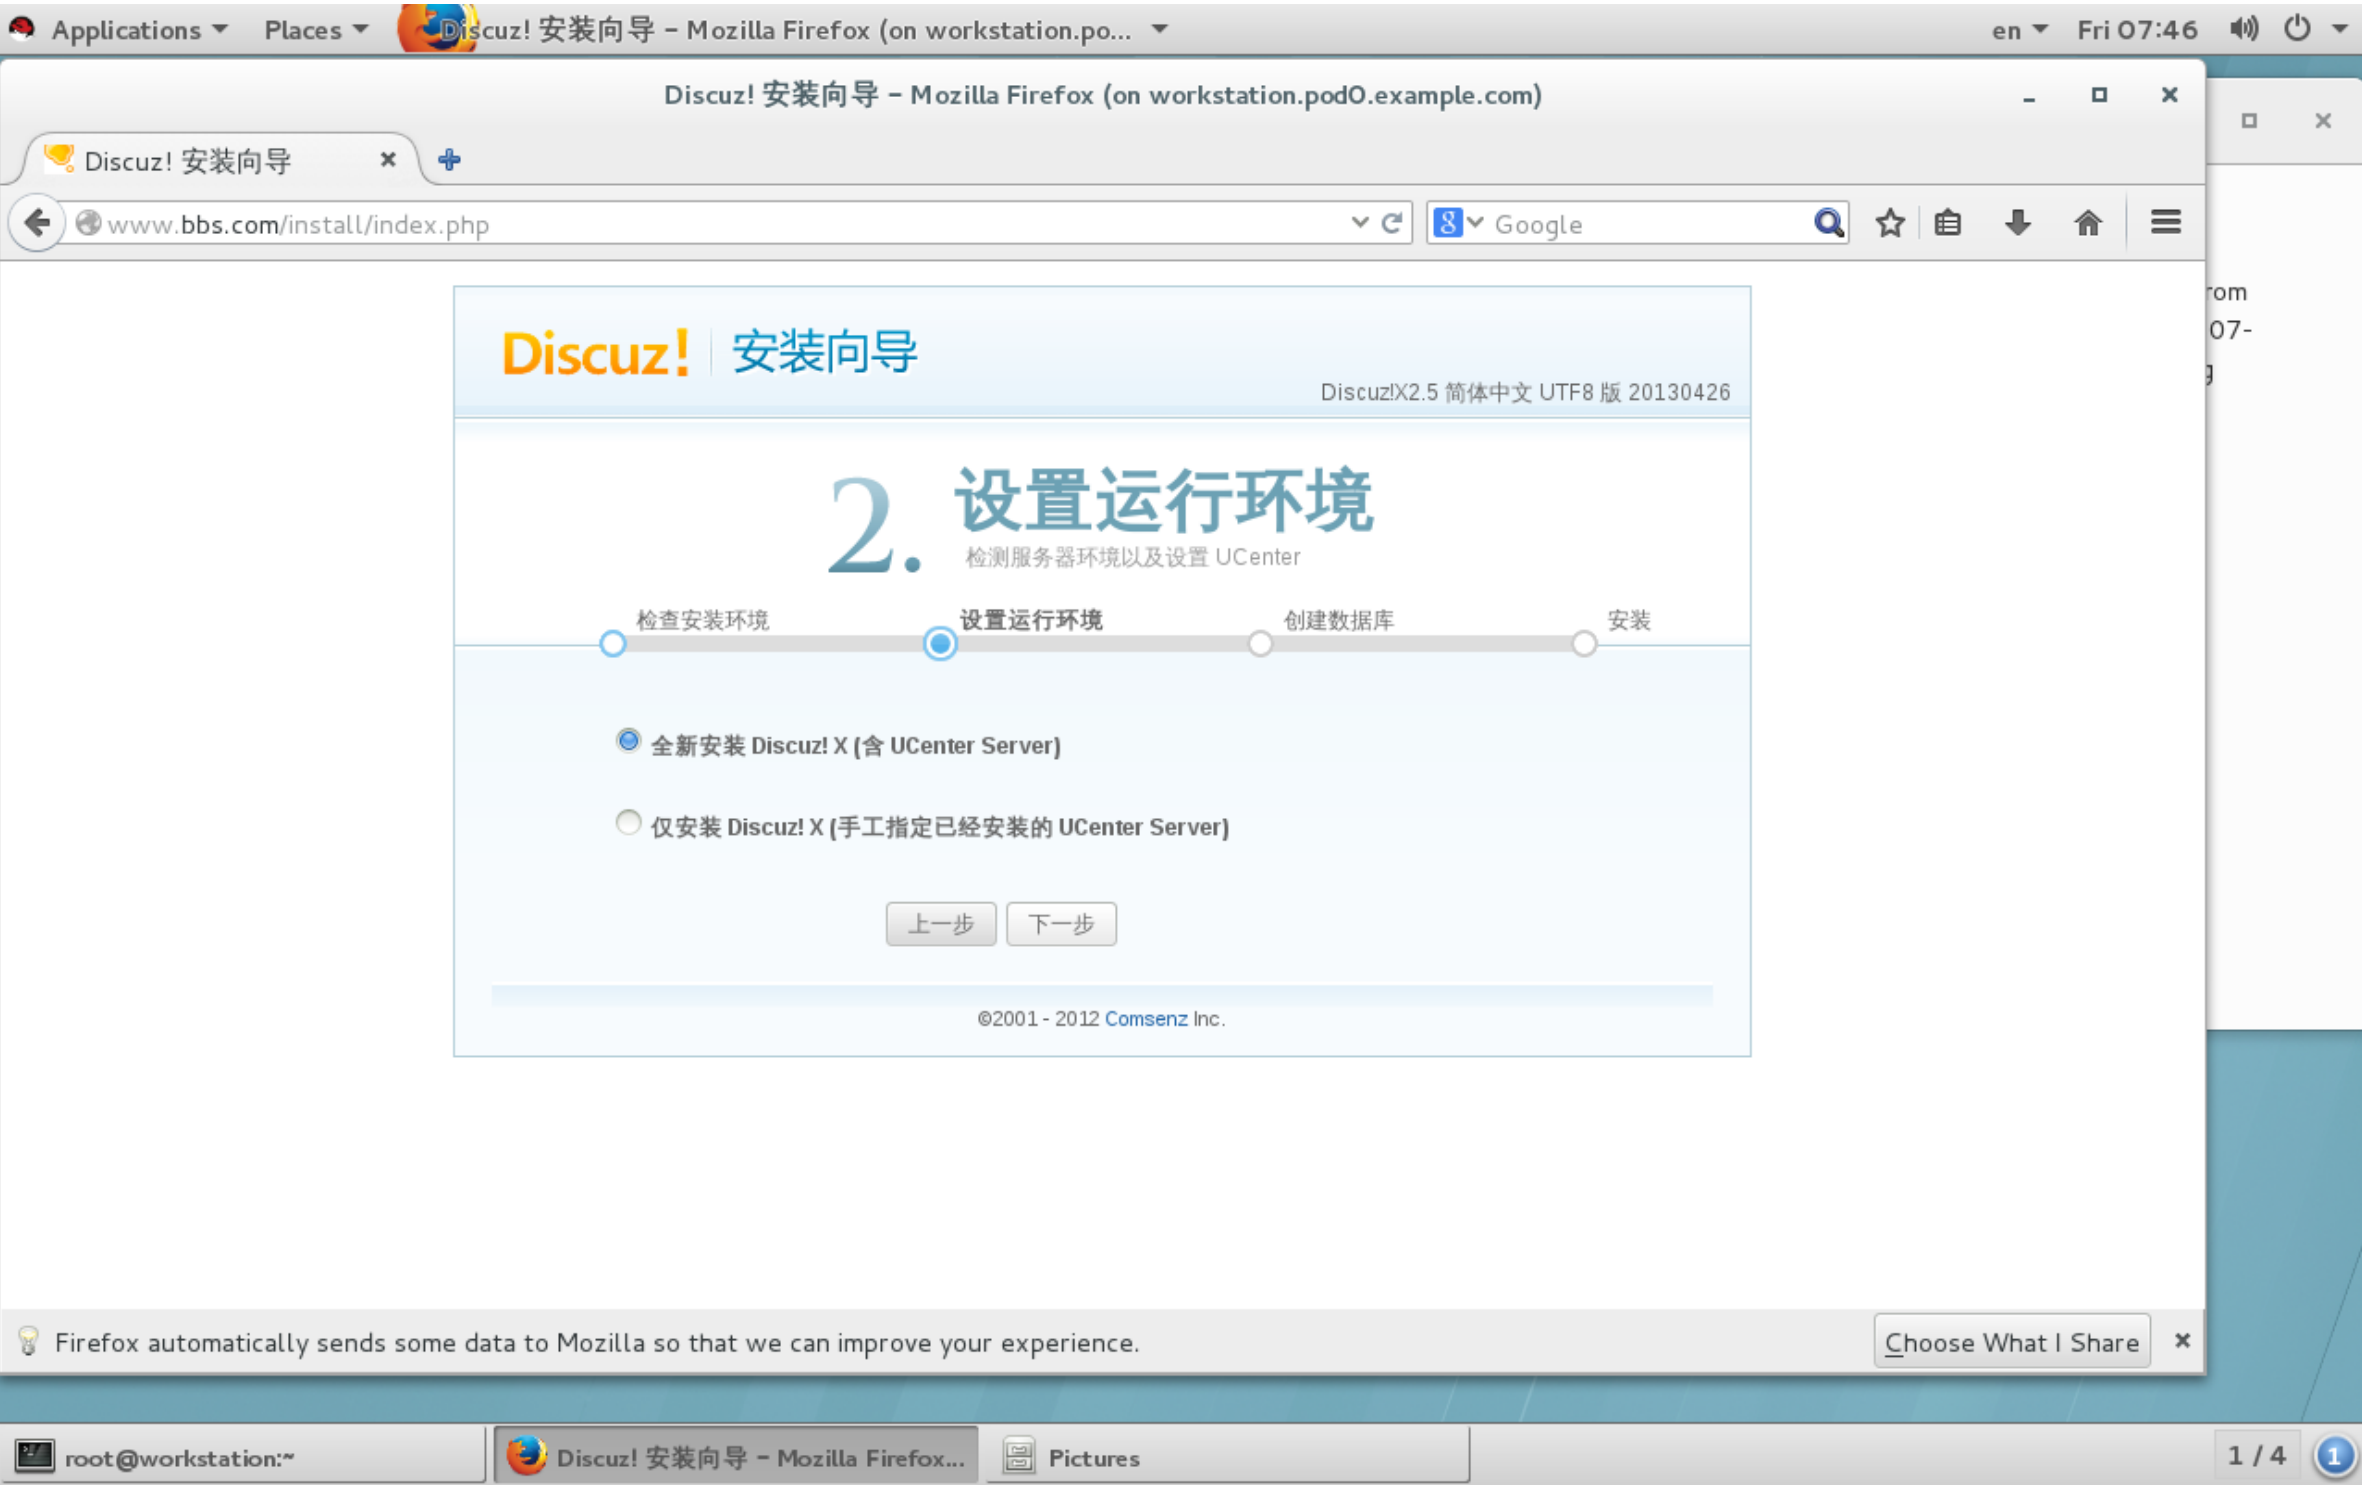 Applications Places Discuz! 安装向导 – Mozilla Firefox (on workstation.po... en Fri 07:46
Discuz! 安装向导 – Mozilla Firefox (on workstation.pod0.example.com)
Discuz! 安装向导
www.bbs.com/install/index.php Google
rom
07-
Discuz! 安装向导
Discuz!X2.5 简体中文 UTF8 版 20130426
2. 设置运行环境
检测服务器环境以及设置 UCenter
检查安装环境 设置运行环境 创建数据库 安装
全新安装 Discuz! X (含 UCenter Server)
仅安装 Discuz! X (手工指定已经安装的 UCenter Server)
上一步 下一步
©2001 - 2012 Comsenz Inc.
Firefox automatically sends some data to Mozilla so that we can improve your experience. Choose What I Share
root@workstation:~ Discuz! 安装向导 – Mozilla Firefox... Pictures 1 / 4 1